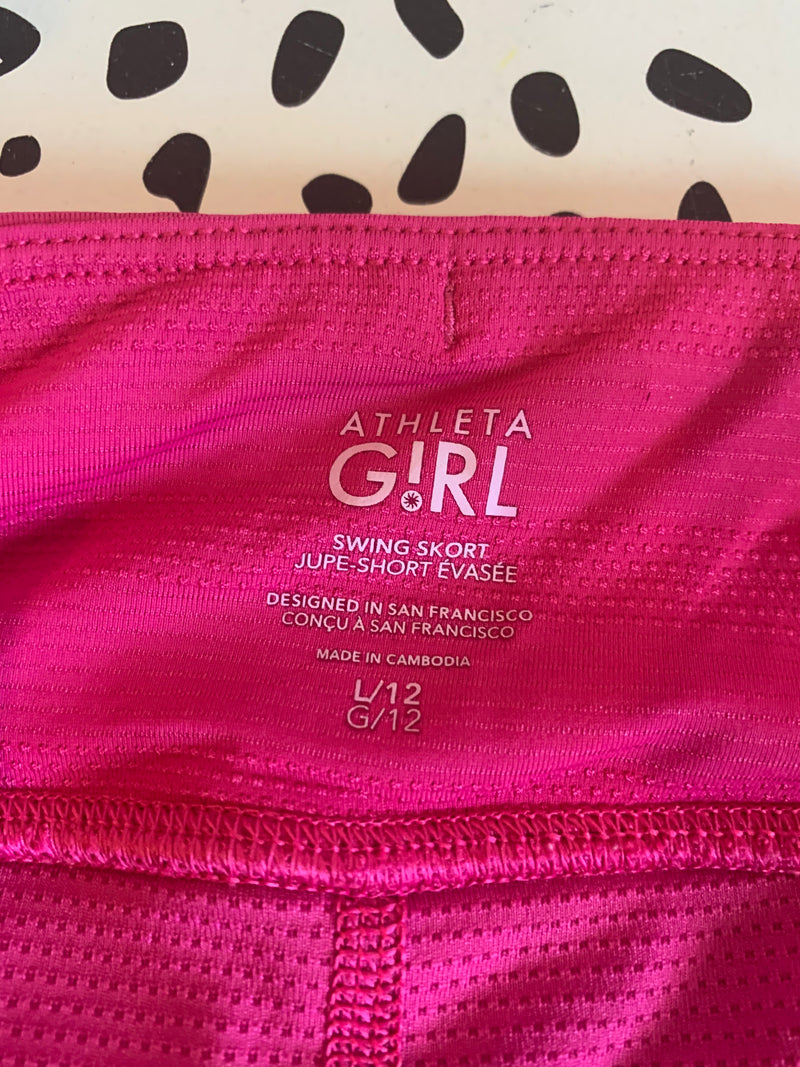 ATHLETA
G!RL
SWING SKORT
JUPE-SHORT ÉVASÉE
DESIGNED IN SAN FRANCISCO
CONÇU À SAN FRANCISCO
MADE IN CAMBODIA
L/12
G/12